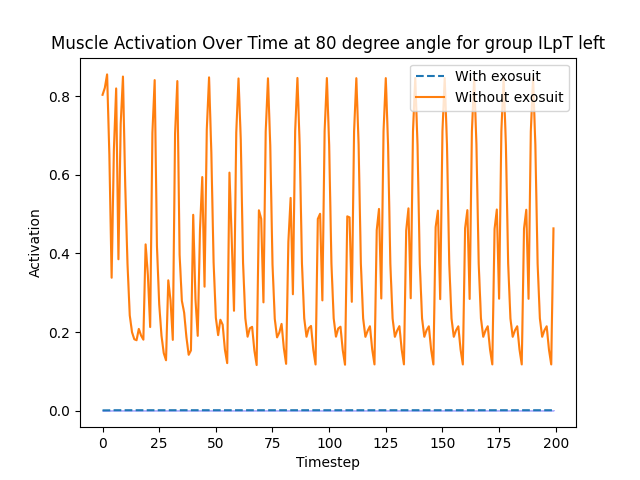 Muscle Activation Over Time at 80 degree angle for group ILpT left
With exosuit
Without exosuit
0.8
0.6
0.4
0.2
0.0
Activation
0 25 50 75 100 125 150 175 200
Timestep